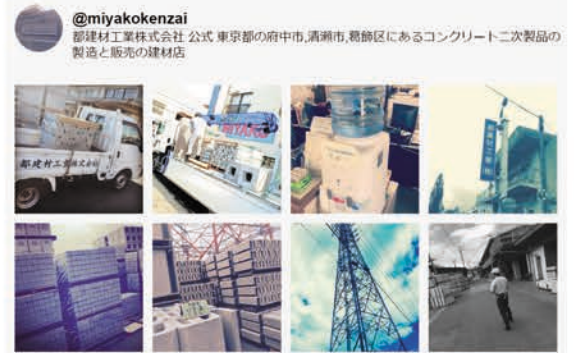 @miyakokenzai
都建材工業株式会社 公式 東京都の府中市,清瀬市,葛飾区にあるコンクリート二次製品の
製造と販売の建材店
都建材工業株式会社
MIYAKO